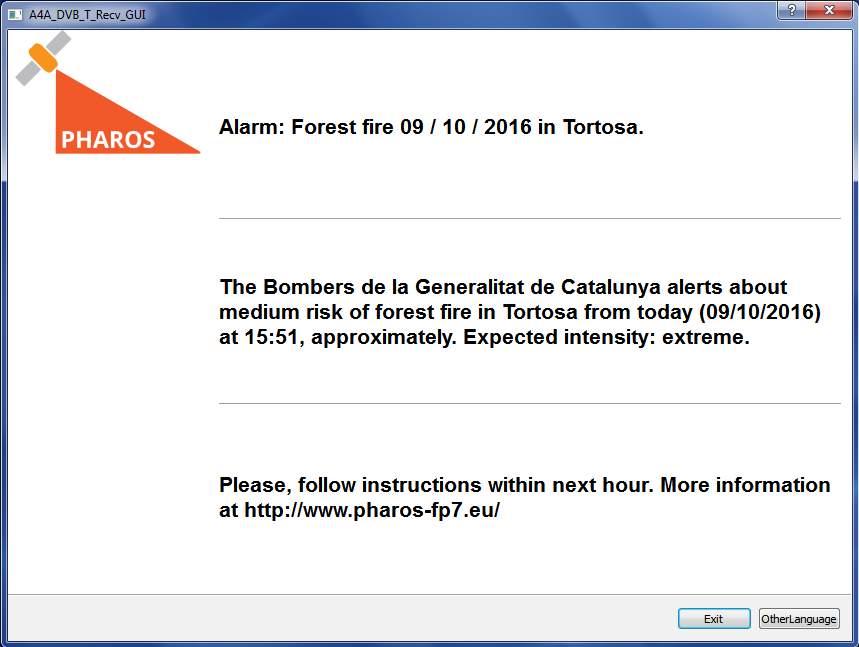 A4A_DVB_T_Recv_GUI
?
PHAROS
Alarm: Forest fire 09 / 10 / 2016 in Tortosa.
The Bombers de la Generalitat de Catalunya alerts about
medium risk of forest fire in Tortosa from today (09/10/2016)
at 15:51, approximately. Expected intensity: extreme.
Please, follow instructions within next hour. More information
at http://www.pharos-fp7.eu/
Exit
OtherLanguage